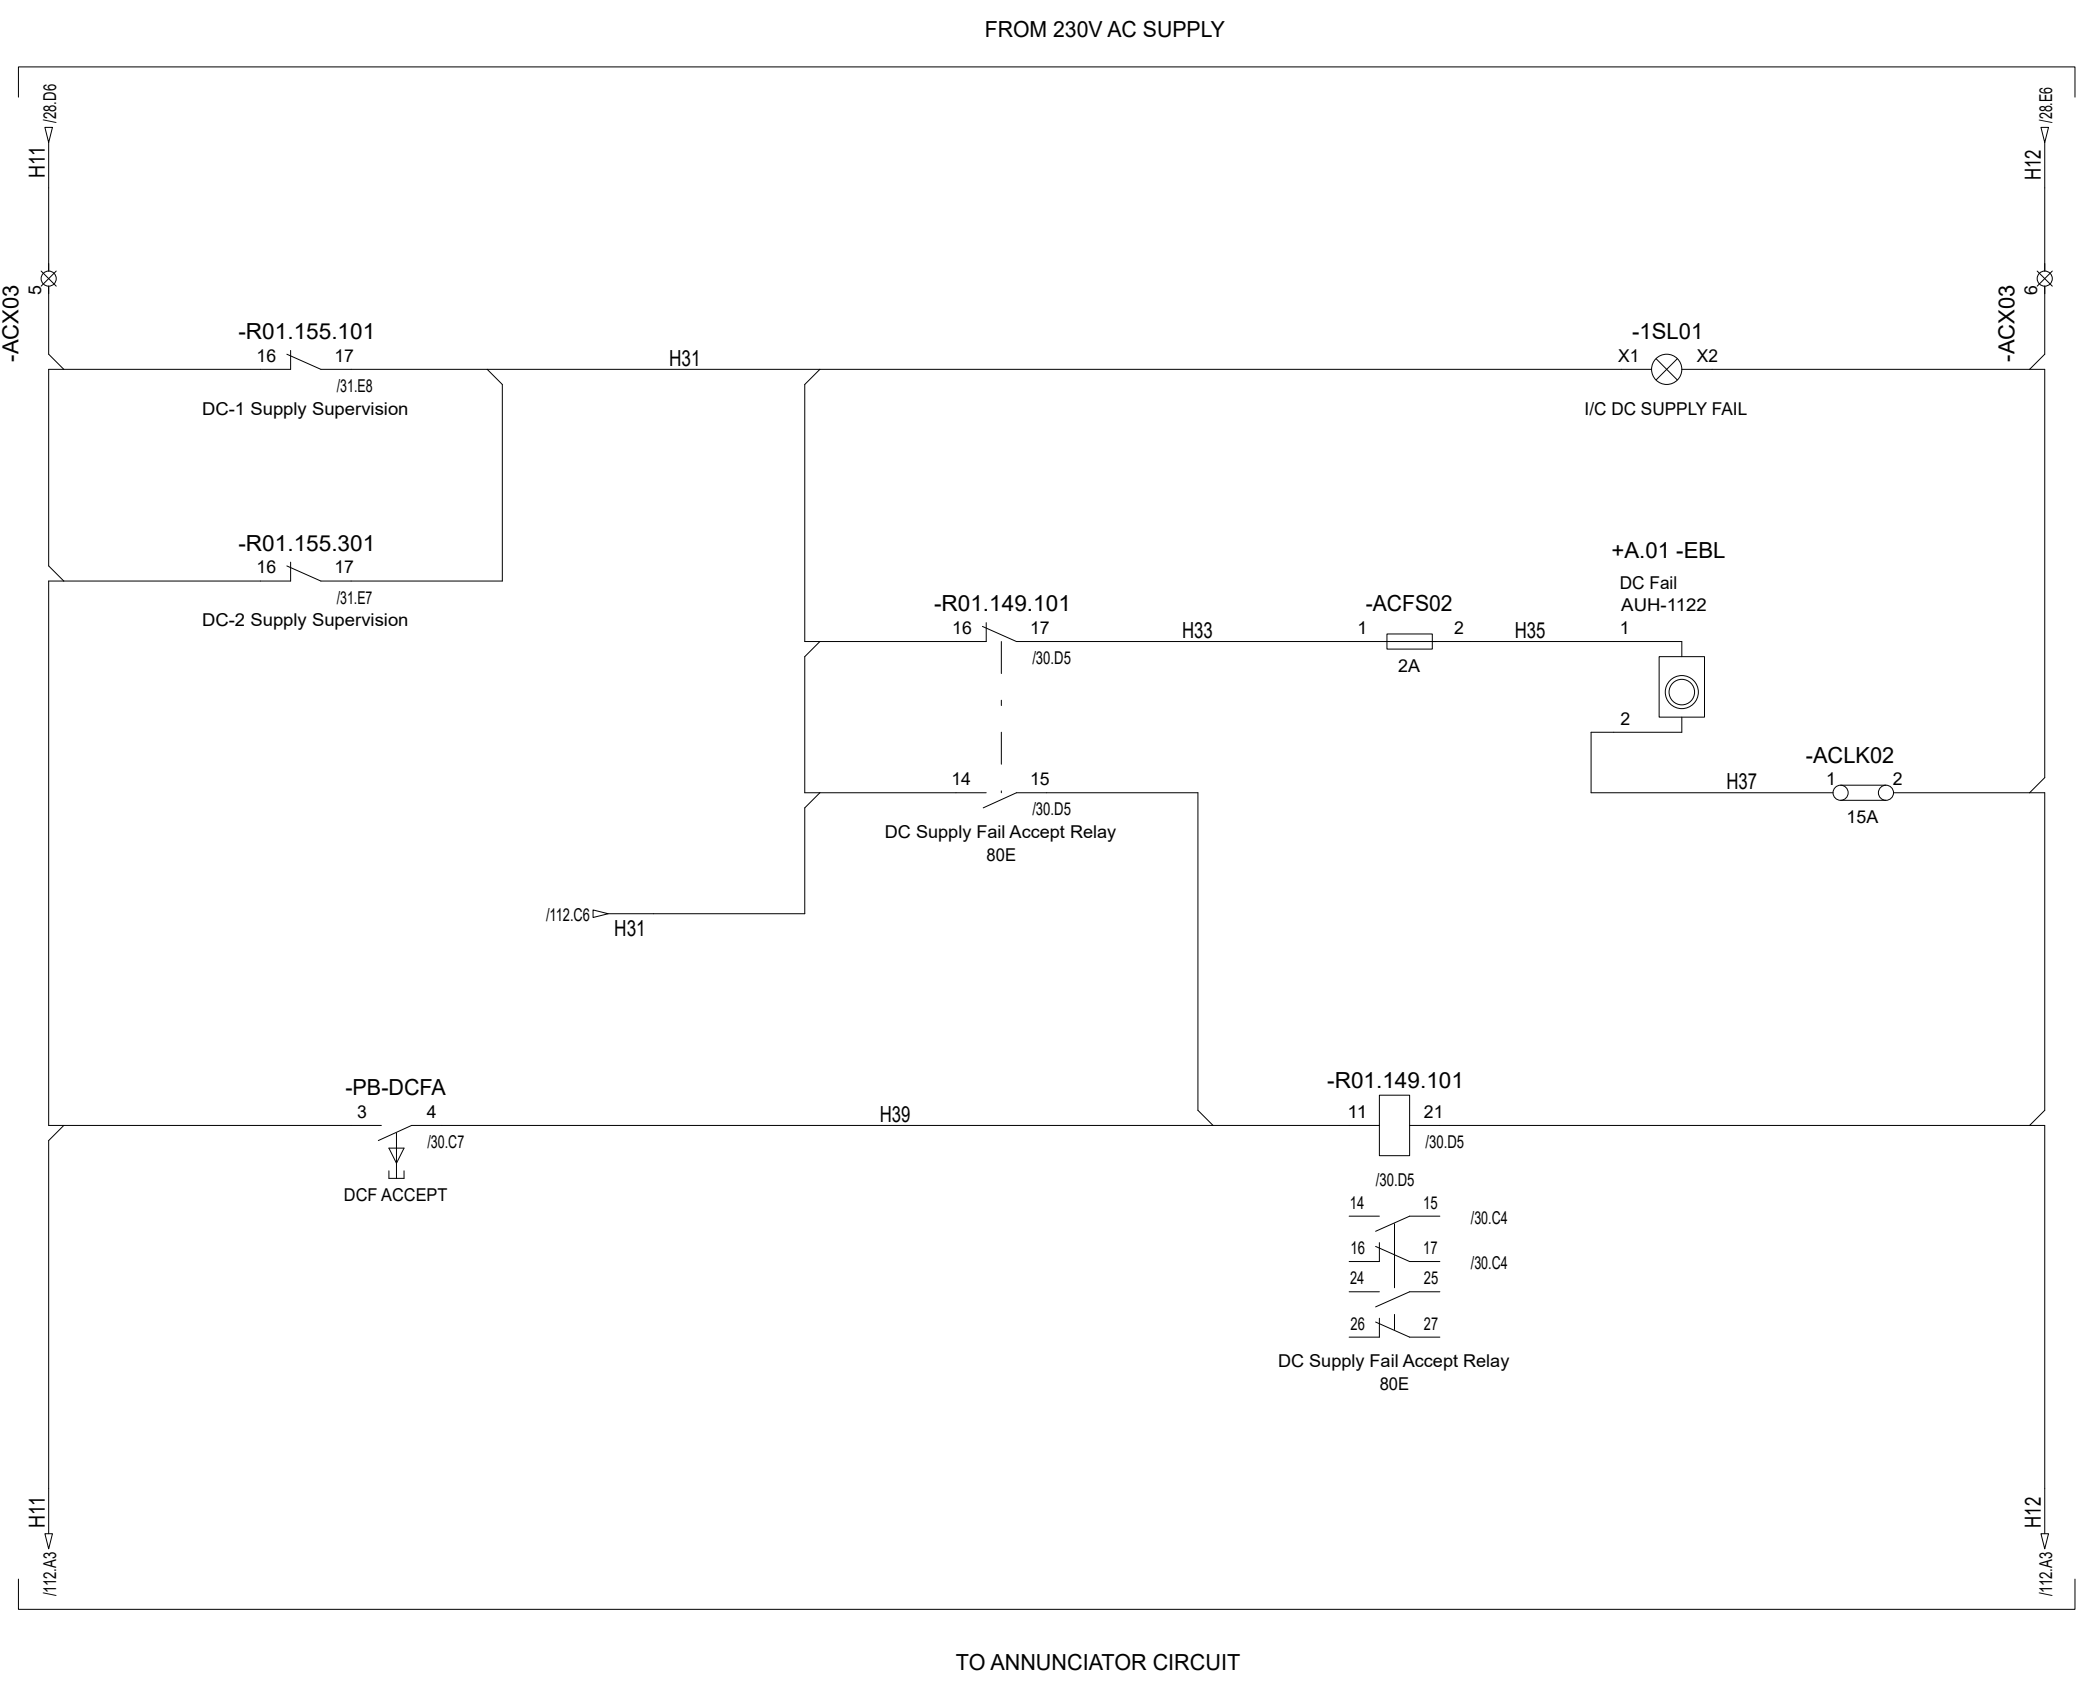 FROM 230V AC SUPPLY
/28.D6
/28.E6
H11
H12
-ACX03
5
-ACX03
6
-R01.155.101
16 17
/31.E8
DC-1 Supply Supervision
H31
-1SL01
X1 X2
I/C DC SUPPLY FAIL
-R01.155.301
16 17
/31.E7
DC-2 Supply Supervision
+A.01 -EBL
DC Fail
AUH-1122
1
2
-R01.149.101
16 17
/30.D5
H33
-ACFS02
1 2
2A
H35
14 15
/30.D5
DC Supply Fail Accept Relay
80E
-ACLK02
H37
1 2
15A
/112.C6
H31
-PB-DCFA
3 4
/30.C7
DCF ACCEPT
H39
-R01.149.101
11 21
/30.D5
/30.D5
14 15 /30.C4
16 17 /30.C4
24 25
26 27
DC Supply Fail Accept Relay
80E
H11
H12
/112.A3
/112.A3
TO ANNUNCIATOR CIRCUIT